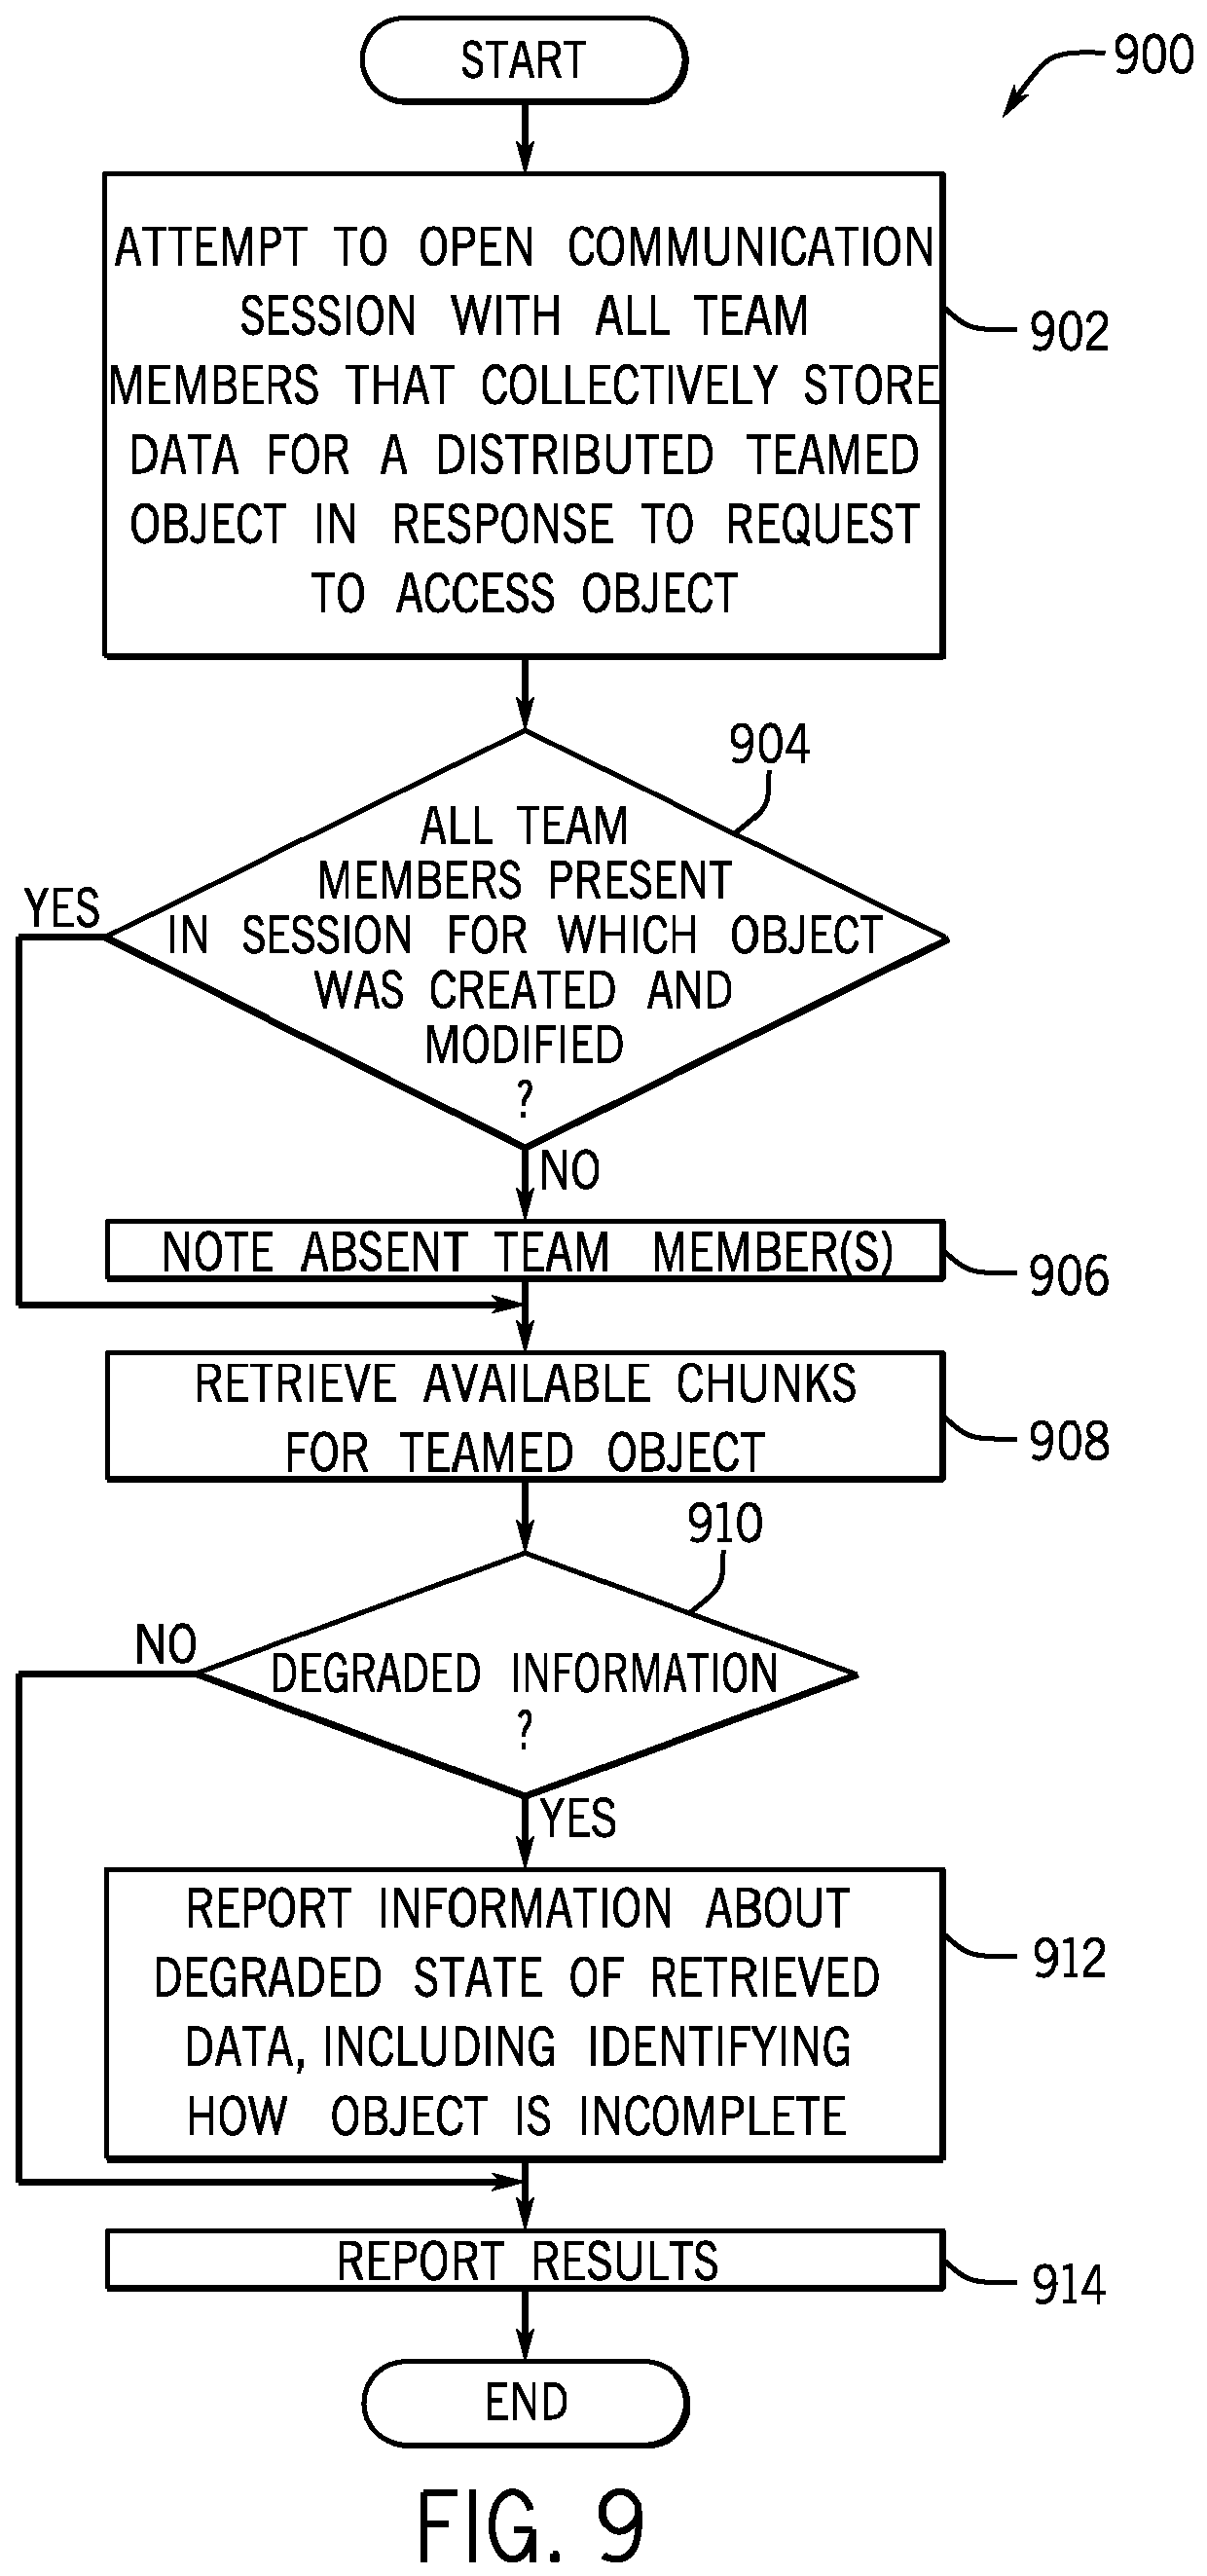 START
900
ATTEMPT TO OPEN COMMUNICATION
SESSION WITH ALL TEAM
MEMBERS THAT COLLECTIVELY STORE
DATA FOR A DISTRIBUTED TEAMED
OBJECT IN RESPONSE TO REQUEST
TO ACCESS OBJECT
902
904
ALL TEAM
MEMBERS PRESENT
IN SESSION FOR WHICH OBJECT
WAS CREATED AND
MODIFIED
?
YES
NO
NOTE ABSENT TEAM MEMBER(S)
906
RETRIEVE AVAILABLE CHUNKS
FOR TEAMED OBJECT
908
910
NO
DEGRADED INFORMATION
?
YES
REPORT INFORMATION ABOUT
DEGRADED STATE OF RETRIEVED
DATA, INCLUDING IDENTIFYING
HOW OBJECT IS INCOMPLETE
912
REPORT RESULTS
914
END
FIG. 9